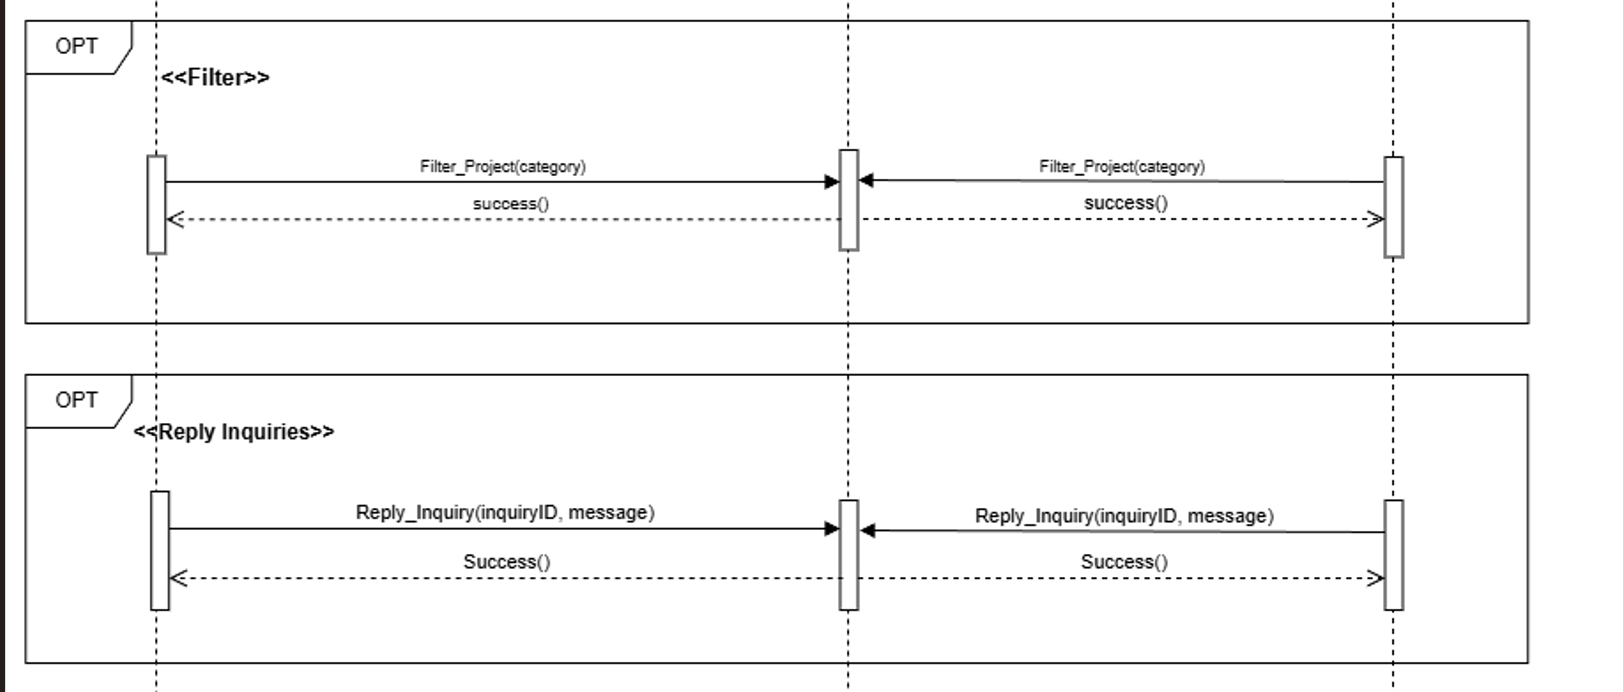 OPT
<<Filter>>
Filter_Project(category)
Filter_Project(category)
success()
success()
OPT
<<Reply Inquiries>>
Reply_Inquiry(inquiryID, message)
Reply_Inquiry(inquiryID, message)
Success()
Success()